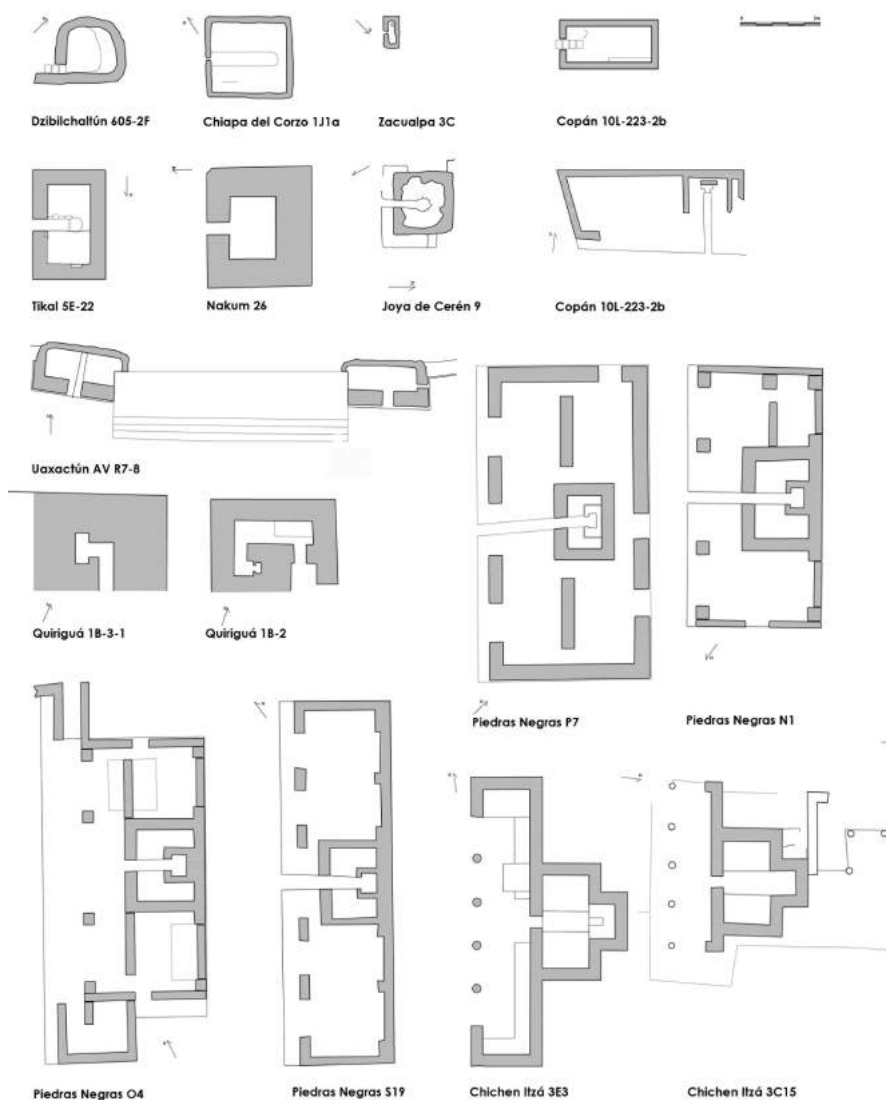 Dzibilchaltún 605-2F
Chiapa del Corzo 1J1a
Zacualpa 3C
Copán 10L-223-2b
Tikal 5E-22
Nakum 26
Joya de Cerén 9
Copán 10L-223-2b
Uaxactún AV R7-8
Quiriguá 1B-3-1
Quiriguá 1B-2
Piedras Negras P7
Piedras Negras N1
Piedras Negras O4
Piedras Negras S19
Chichen Itzá 3E3
Chichen Itzá 3C15